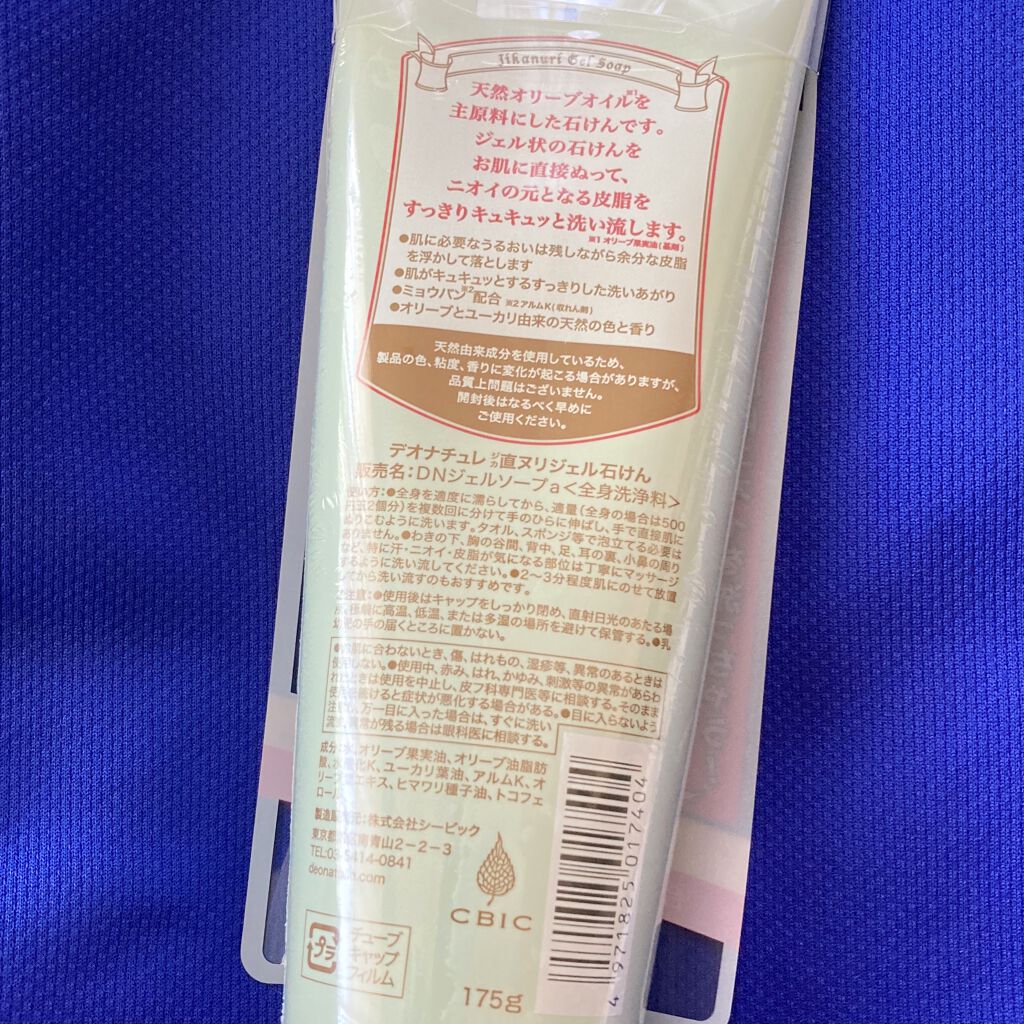 Jikanuri Gel Soap
天然オリーブオイル※1を
主原料にした石けんです。
ジェル状の石けんを
お肌に直接ぬって、
ニオイの元となる皮脂を
すっきりキュキュッと洗い流します。
※1 オリーブ果実油(基剤)
●肌に必要なうるおいは残しながら余分な皮脂
を浮かして落とします
●肌がキュキュッとするすっきりした洗いあがり
●ミョウバン※2配合 ※2アルムK(収れん剤)
●オリーブとユーカリ由来の天然の色と香り
天然由来成分を使用しているため、
製品の色、粘度、香りに変化が起こる場合がありますが、
品質上問題はございません。
開封後はなるべく早めに
ご使用ください。
デオナチュレ 直ヌリジェル石けん
ジカ
販売名:DNジェルソープa<全身洗浄料>
使い方:●全身を適度に濡らしてから、適量(全身の場合は500
円玉2個分)を複数回に分けて手のひらに伸ばし、手で直接肌に
ぬりこむように洗います。タオル、スポンジ等で泡立てる必要は
ありません。●わきの下、胸の谷間、背中、足、耳の裏、小鼻の周り
など、特に汗・ニオイ・皮脂が気になる部位は丁寧にマッサージ
するように洗い流してください。●2〜3分程度肌にのせて放置
してから洗い流すのもおすすめです。
ご注意:●使用後はキャップをしっかり閉め、直射日光のあたる場
所、極端に高温、低温、または多湿の場所を避けて保管する。●乳
幼児の手の届くところに置かない。
●お肌に合わないとき、傷、はれもの、湿疹等、異常のあるときは
使用しない。●使用中、赤み、はれ、かゆみ、刺激等の異常があらわ
れたときは使用を中止し、皮フ科専門医等に相談する。そのまま
使用を続けると症状が悪化する場合がある。●目に入らないよう
注意し、万一目に入った場合は、すぐに洗い
流す。異常が残る場合は眼科医に相談する。
成分:水、オリーブ果実油、オリーブ油脂肪
酸、水酸化K、ユーカリ葉油、アルムK、オ
リーブ葉エキス、ヒマワリ種子油、トコフェ
ロール
製造販売元:株式会社シービック
東京都港区南青山2-2-3
TEL:03-5414-0841
deonatulle.com
CBIC
プラ
チューブ
キャップ
フィルム
175g
4971825017404